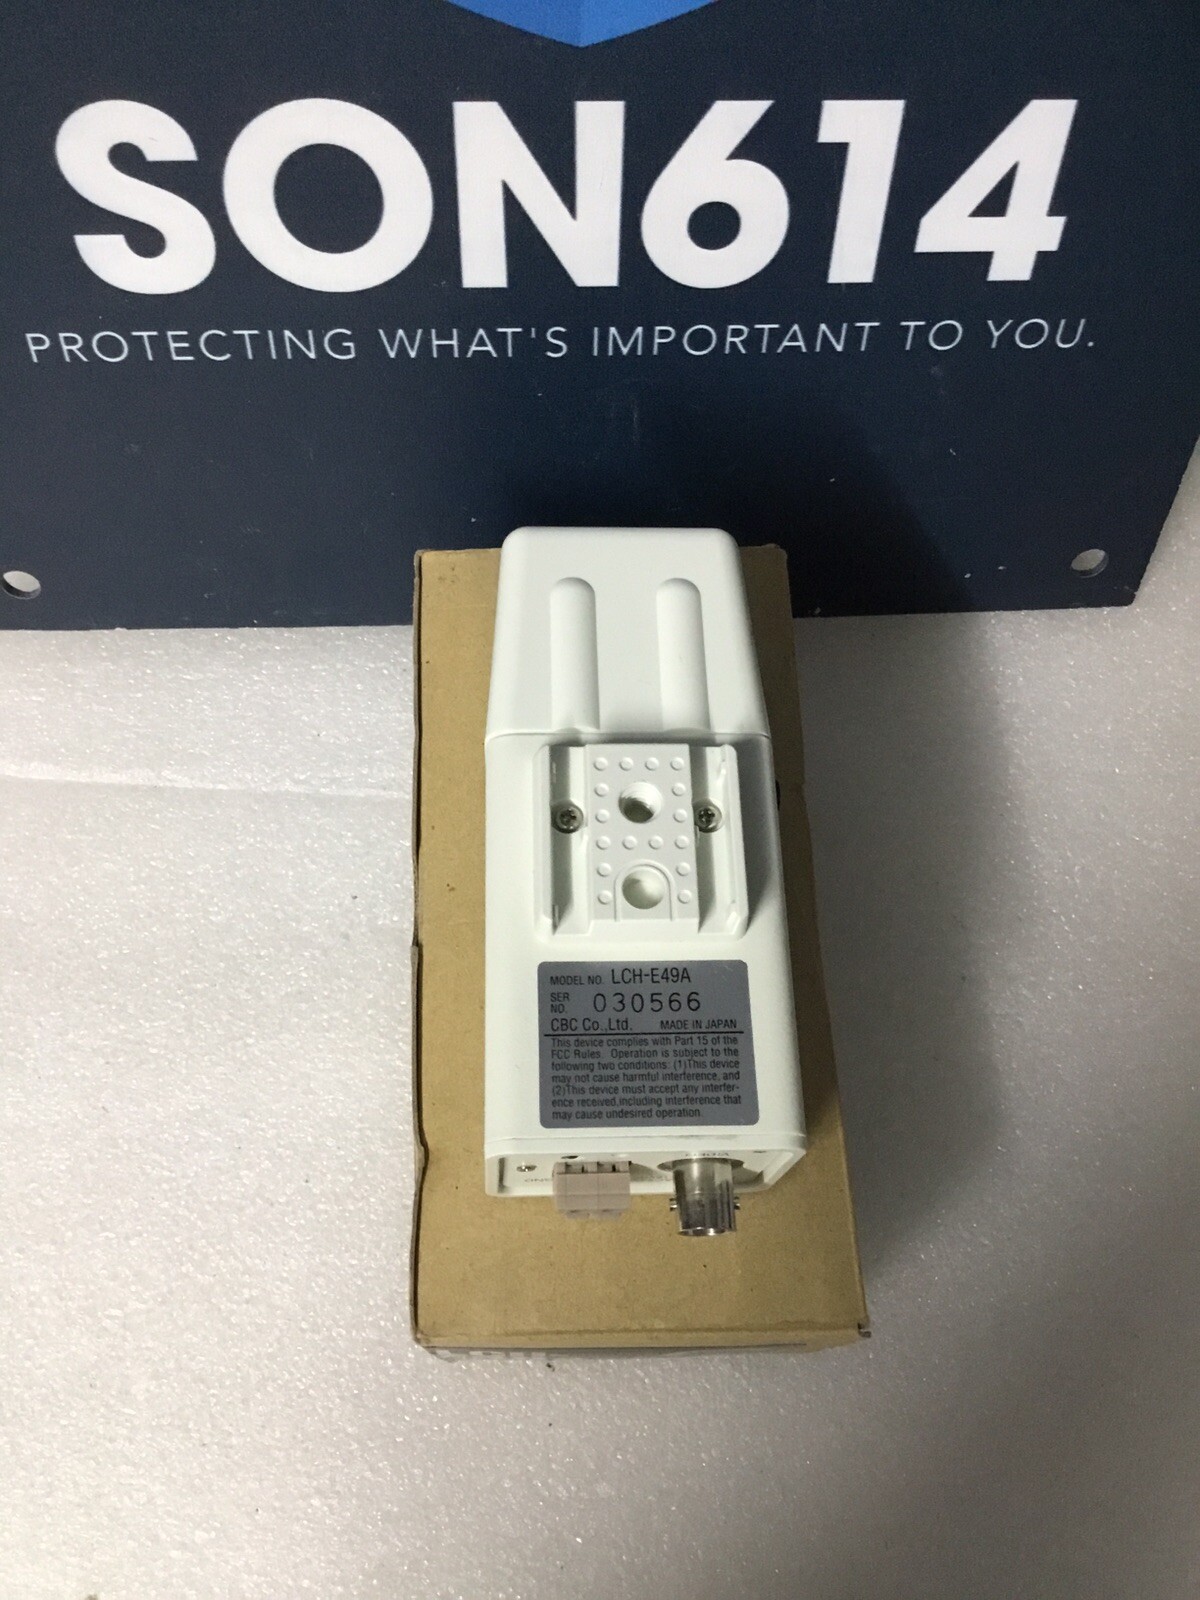 SON614
PROTECTING WHAT'S IMPORTANT TO YOU.
MODEL NO. LCH-E49A
SER NO. 030566
CBC Co.,Ltd. MADE IN JAPAN
This device complies with Part 15 of the
FCC Rules. Operation is subject to the
following two conditions: (1)This device
may not cause harmful interference, and
(2)This device must accept any interfer-
ence received,including interference that
may cause undesired operation.